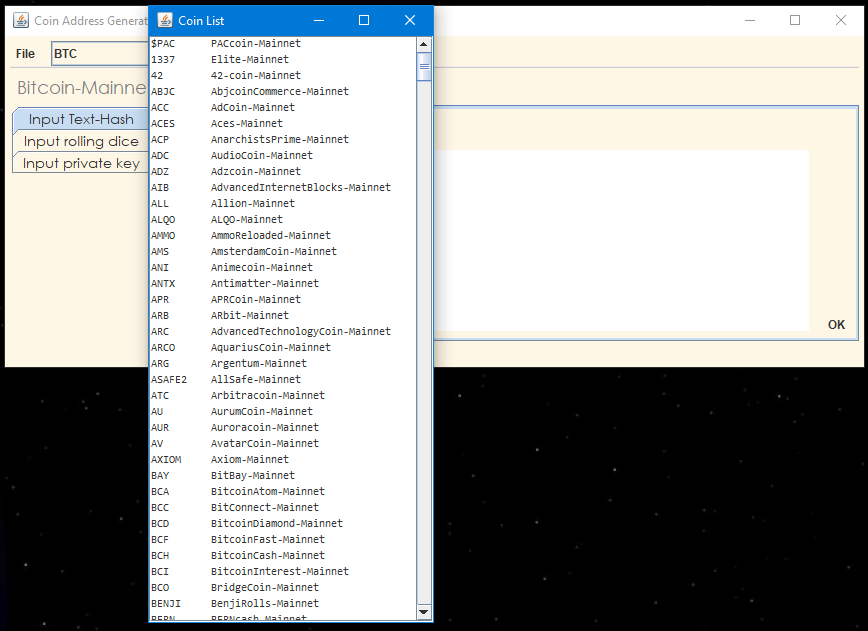 Coin Address Generat
Coin List
File
BTC
Bitcoin-Mainne
Input Text-Hash
Input rolling dice
Input private key
OK
$PAC PACcoin-Mainnet
1337 Elite-Mainnet
42 42-coin-Mainnet
ABJC AbjcoinCommerce-Mainnet
ACC AdCoin-Mainnet
ACES Aces-Mainnet
ACP AnarchistsPrime-Mainnet
ADC AudioCoin-Mainnet
ADZ Adzcoin-Mainnet
AIB AdvancedInternetBlocks-Mainnet
ALL Allion-Mainnet
ALQO ALQO-Mainnet
AMMO AmmoReloaded-Mainnet
AMS AmsterdamCoin-Mainnet
ANI Animecoin-Mainnet
ANTX Antimatter-Mainnet
APR APRCoin-Mainnet
ARB ARbit-Mainnet
ARC AdvancedTechnologyCoin-Mainnet
ARCO AquariusCoin-Mainnet
ARG Argentum-Mainnet
ASAFE2 AllSafe-Mainnet
ATC Arbitracoin-Mainnet
AU AurumCoin-Mainnet
AUR Auroracoin-Mainnet
AV AvatarCoin-Mainnet
AXIOM Axiom-Mainnet
BAY BitBay-Mainnet
BCA BitcoinAtom-Mainnet
BCC BitConnect-Mainnet
BCD BitcoinDiamond-Mainnet
BCF BitcoinFast-Mainnet
BCH BitcoinCash-Mainnet
BCI BitcoinInterest-Mainnet
BCO BridgeCoin-Mainnet
BENJI BenjiRolls-Mainnet
BERN BERNcash-Mainnet